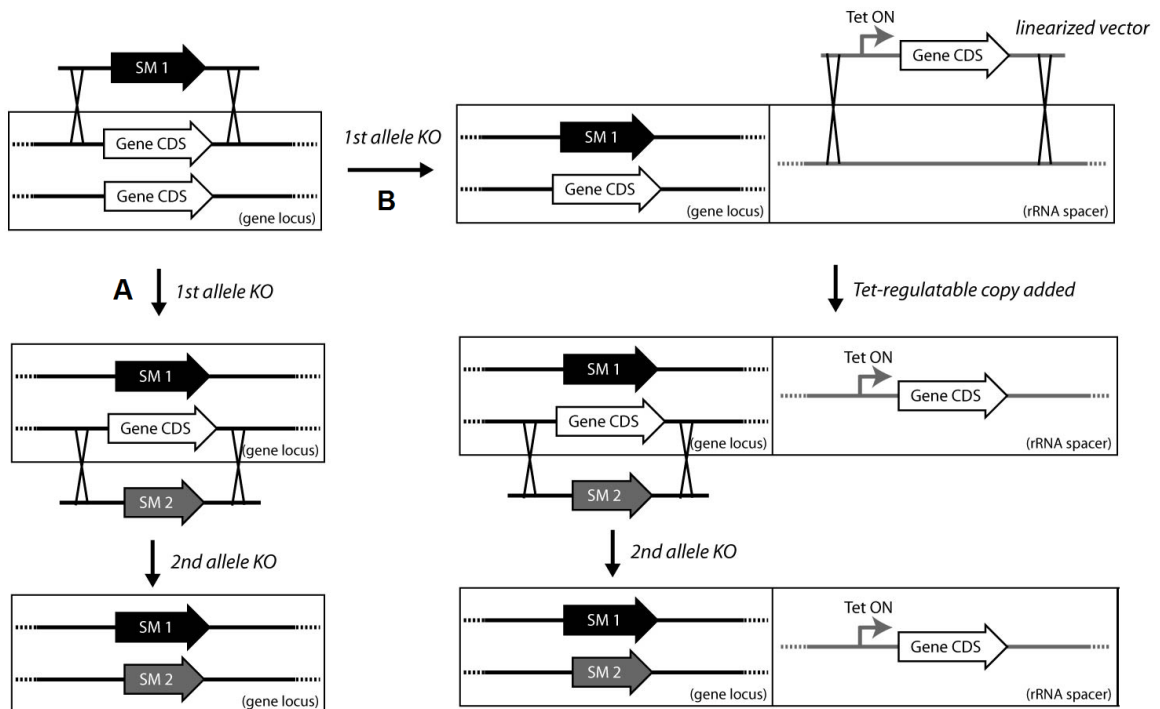 SM 1
Gene CDS
Gene CDS
(gene locus)
1st allele KO
B
SM 1
Gene CDS
(gene locus)
Tet ON
linearized vector
Gene CDS
(rRNA spacer)
A
1st allele KO
Tet-regulatable copy added
SM 1
Gene CDS
(gene locus)
SM 2
SM 1
Gene CDS
(gene locus)
SM 2
Tet ON
Gene CDS
(rRNA spacer)
2nd allele KO
2nd allele KO
SM 1
SM 2
(gene locus)
SM 1
SM 2
(gene locus)
Tet ON
Gene CDS
(rRNA spacer)